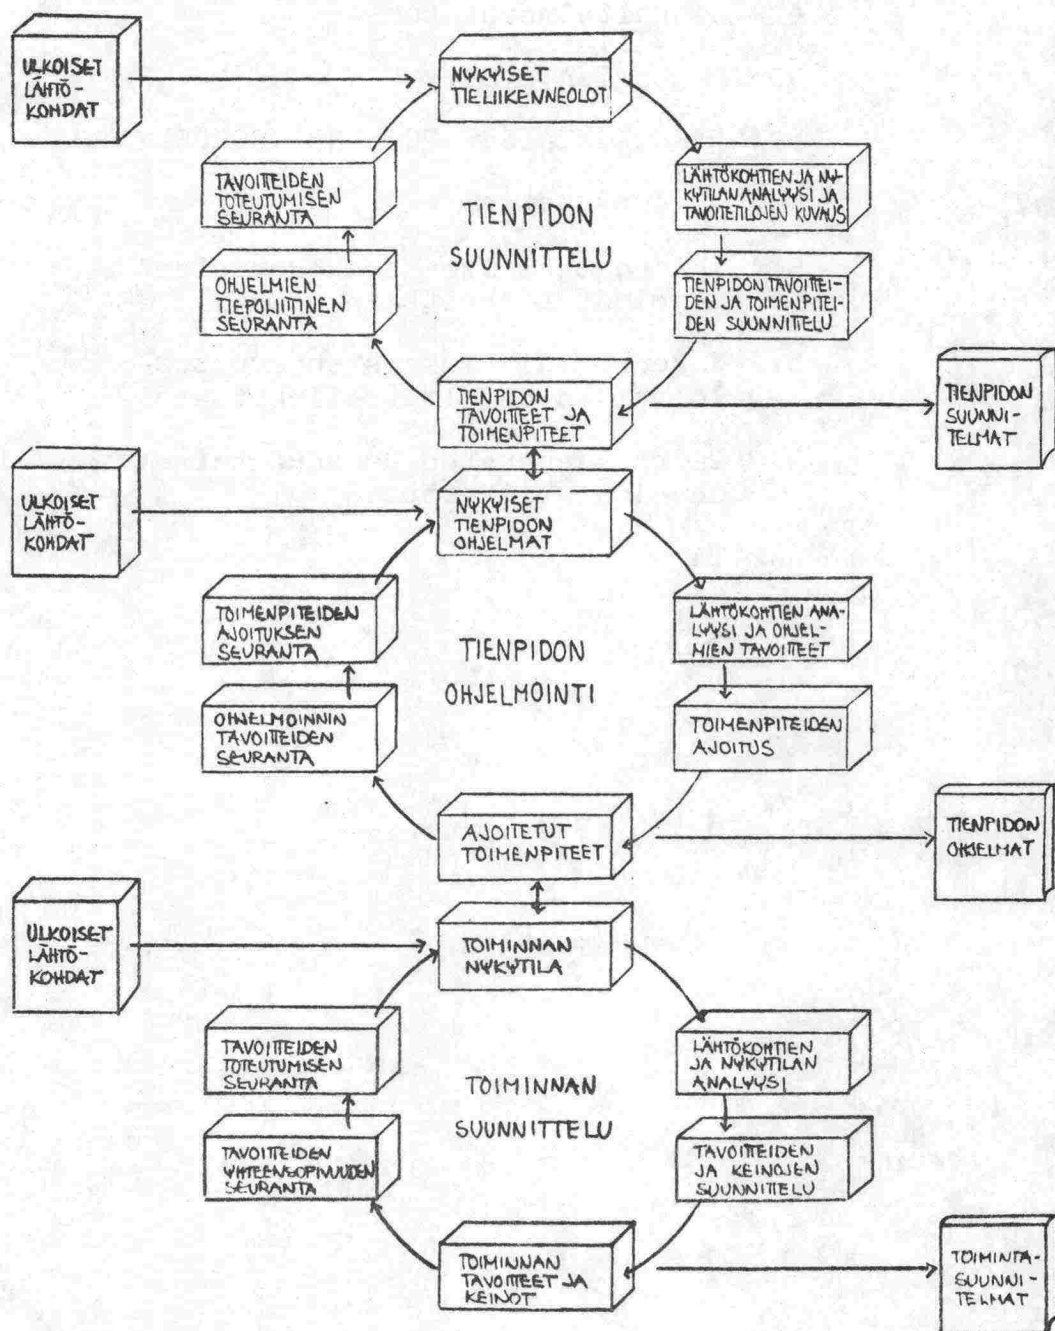 ULKOISET
LÄHTÖ-
KOHDAT
NYKYISET
TIELIIKENNEOLOT
TAVOITTEIDEN
TOTEUTUMISEN
SEURANTA
LÄHTÖKOHTIEN JA NY-
KYTILAN ANALYYSI JA
TAVOITETILOJEN KUVAUS
TIENPIDON
SUUNNITTELU
OHJELMIEN
TIEPOLIITTINEN
SEURANTA
TIENPIDON TAVOITTEI-
DEN JA TOIMENPITEI-
DEN SUUNNITTELU
TIENPIDON
TAVOITTEET JA
TOIMENPITEET
TIENPIDON
SUUNNI-
TELMAT
ULKOISET
LÄHTÖ-
KOHDAT
NYKYISET
TIENPIDON
OHJELMAT
TOIMENPITEIDEN
AJOITUKSEN
SEURANTA
LÄHTÖKOHTIEN ANA-
LYYSI JA OHJEL-
MIEN TAVOITTEET
TIENPIDON
OHJELMOINTI
OHJELMOINNIN
TAVOITTEIDEN
SEURANTA
TOIMENPITEIDEN
AJOITUS
AJOITETUT
TOIMENPITEET
TIENPIDON
OHJELMAT
ULKOISET
LÄHTÖ-
KOHDAT
TOIMINNAN
NYKYTILA
TAVOITTEIDEN
TOTEUTUMISEN
SEURANTA
LÄHTÖKOHTIEN
JA NYKYTILAN
ANALYYSI
TOIMINNAN
SUUNNITTELU
TAVOITTEIDEN
YHTEENSOPIVUUDEN
SEURANTA
TAVOITTEIDEN
JA KEINOJEN
SUUNNITTELU
TOIMINNAN
TAVOITTEET JA
KEINOT
TOIMINTA-
SUUNNI-
TELMAT